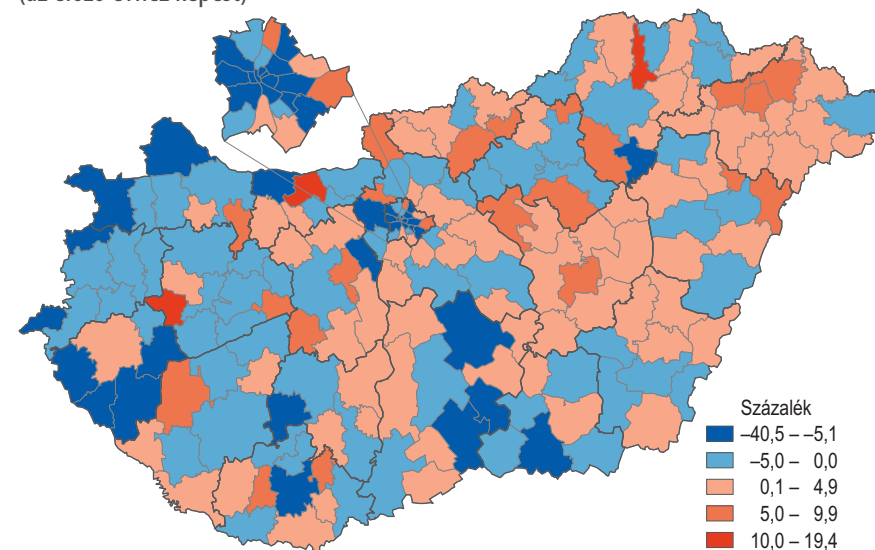 Százalék
–40,5 – –5,1
–5,0 – 0,0
0,1 – 4,9
5,0 – 9,9
10,0 – 19,4